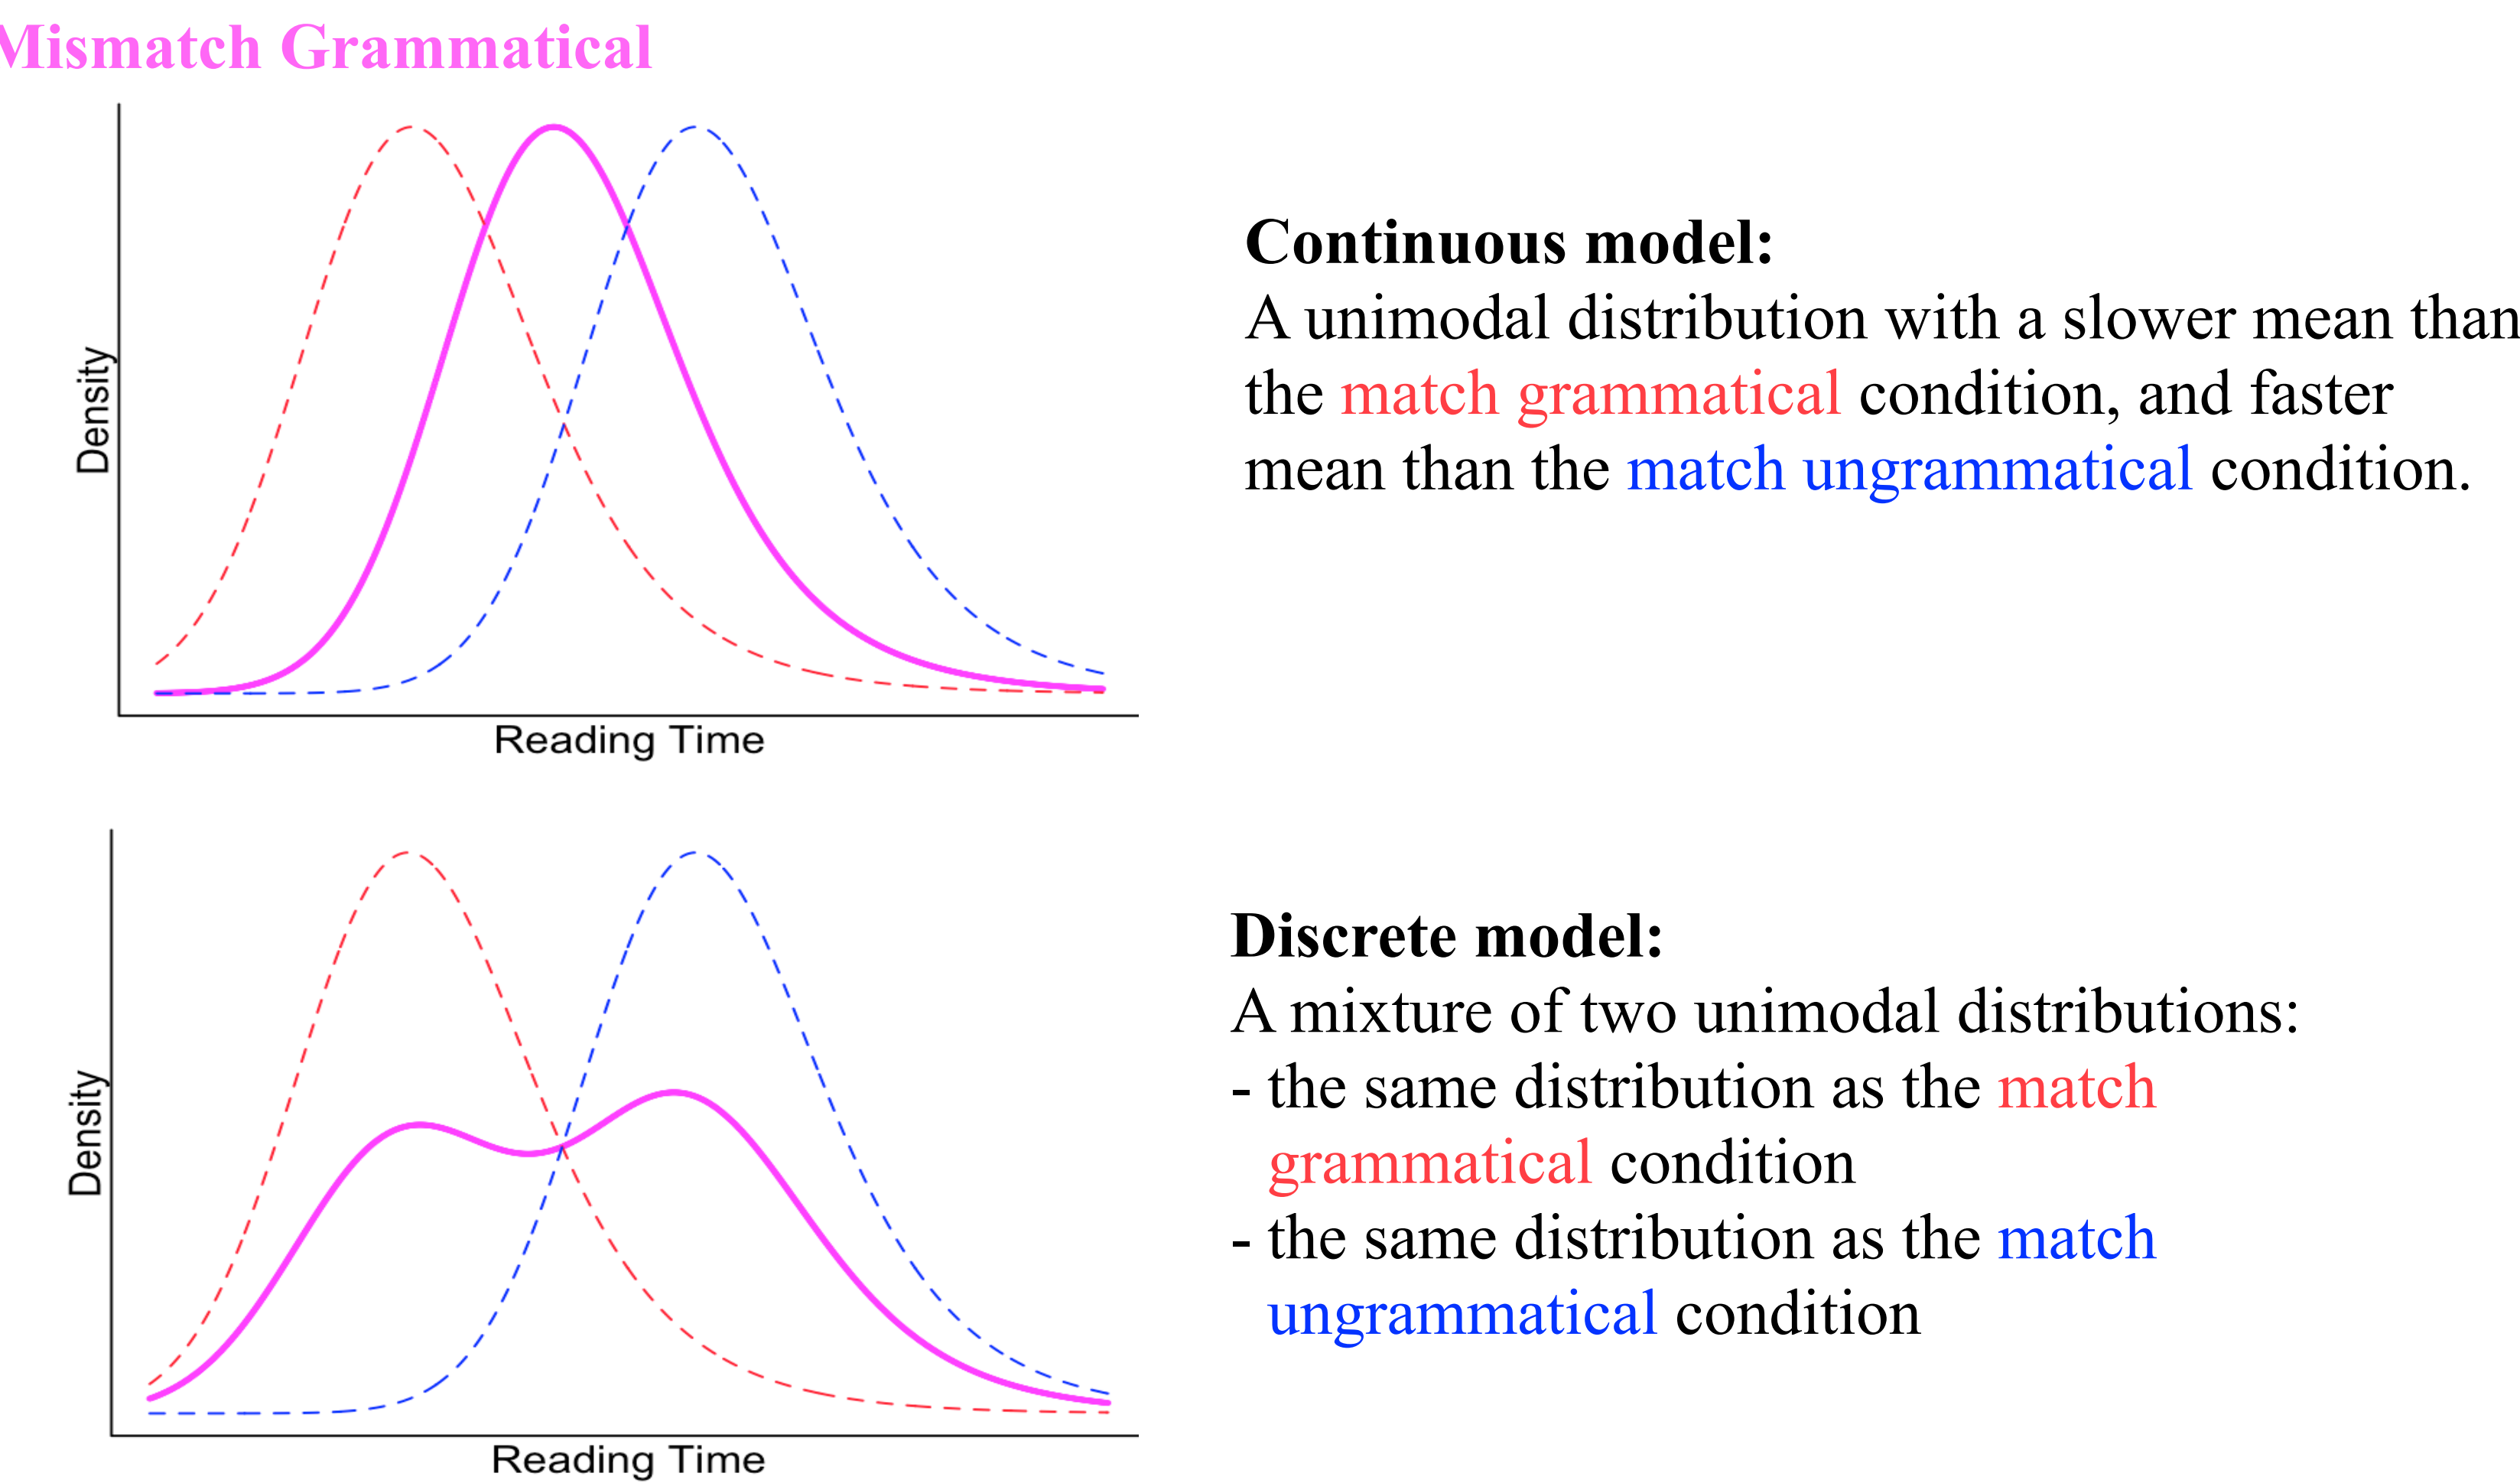 Mismatch Grammatical
Density
Reading Time
Continuous model:
A unimodal distribution with a slower mean than
the match grammatical condition, and faster
mean than the match ungrammatical condition.
Density
Reading Time
Discrete model:
A mixture of two unimodal distributions:
- the same distribution as the match
grammatical condition
- the same distribution as the match
ungrammatical condition